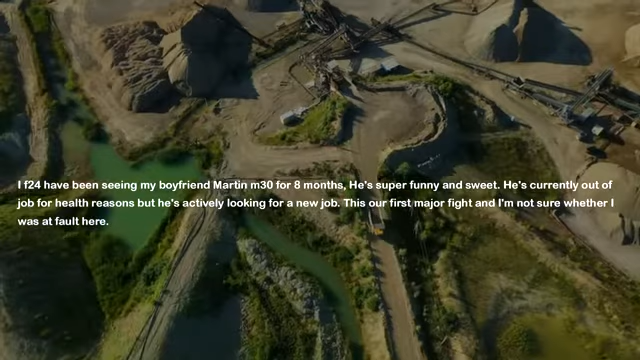 I f24 have been seeing my boyfriend Martin m30 for 8 months, He's super funny and sweet. He's currently out of
job for health reasons but he's actively looking for a new job. This our first major fight and I'm not sure whether I
was at fault here.